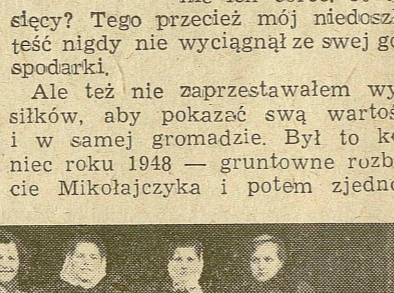 sięcy? Tego przecież mój niedosz
teść nigdy nie wyciągnął ze swej go
spodarki.
Ale też nie zaprzestawałem wy
siłków, aby pokazać swą wartoś
i w samej gromadzie. Był to k
niec roku 1948 — gruntowne rozb
cie Mikołajczyka i potem zjedno